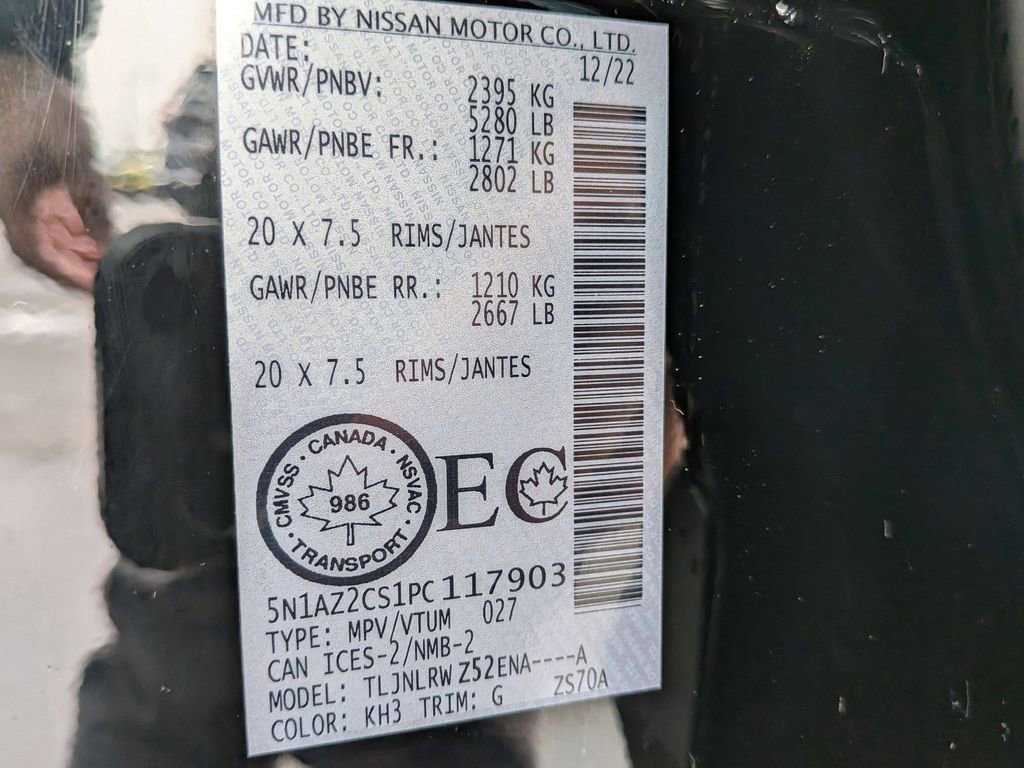 MFD BY NISSAN MOTOR CO., LTD.
DATE: 12/22
GVWR/PNBV: 2395 KG
5280 LB
GAWR/PNBE FR.: 1271 KG
2802 LB
20 X 7.5 RIMS/JANTES
GAWR/PNBE RR.: 1210 KG
2667 LB
20 X 7.5 RIMS/JANTES
CMVSS · CANADA · NSVAC · TRANSPORT ·
986
EC
5N1AZ2CS1PC117903
TYPE: MPV/VTUM 027
CAN ICES-2/NMB-2
MODEL: TLJNLRWZ52ENA----A
COLOR: KH3 TRIM: G ZS70A